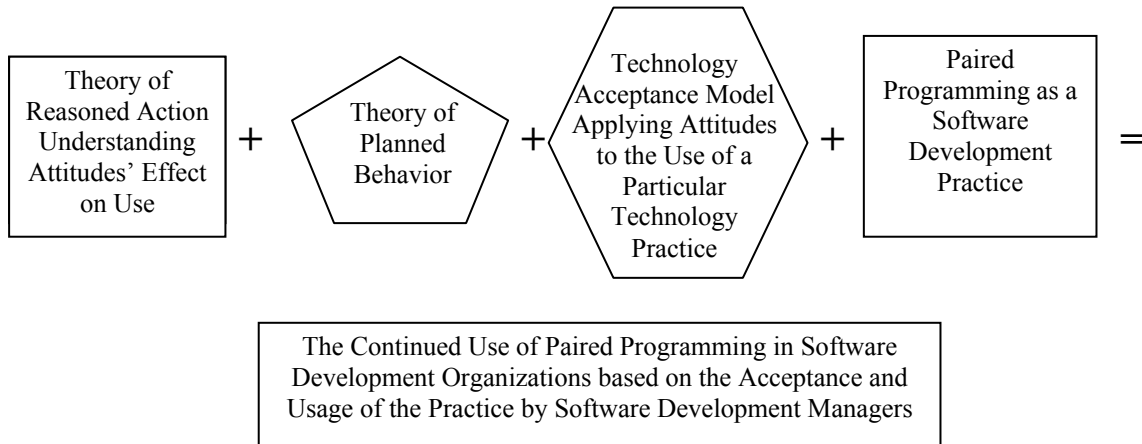 Theory of
Reasoned Action
Understanding
Attitudes’ Effect
on Use
+
Theory of
Planned
Behavior
+
Technology
Acceptance Model
Applying Attitudes
to the Use of a
Particular
Technology
Practice
+
Paired
Programming as a
Software
Development
Practice
=
The Continued Use of Paired Programming in Software
Development Organizations based on the Acceptance and
Usage of the Practice by Software Development Managers